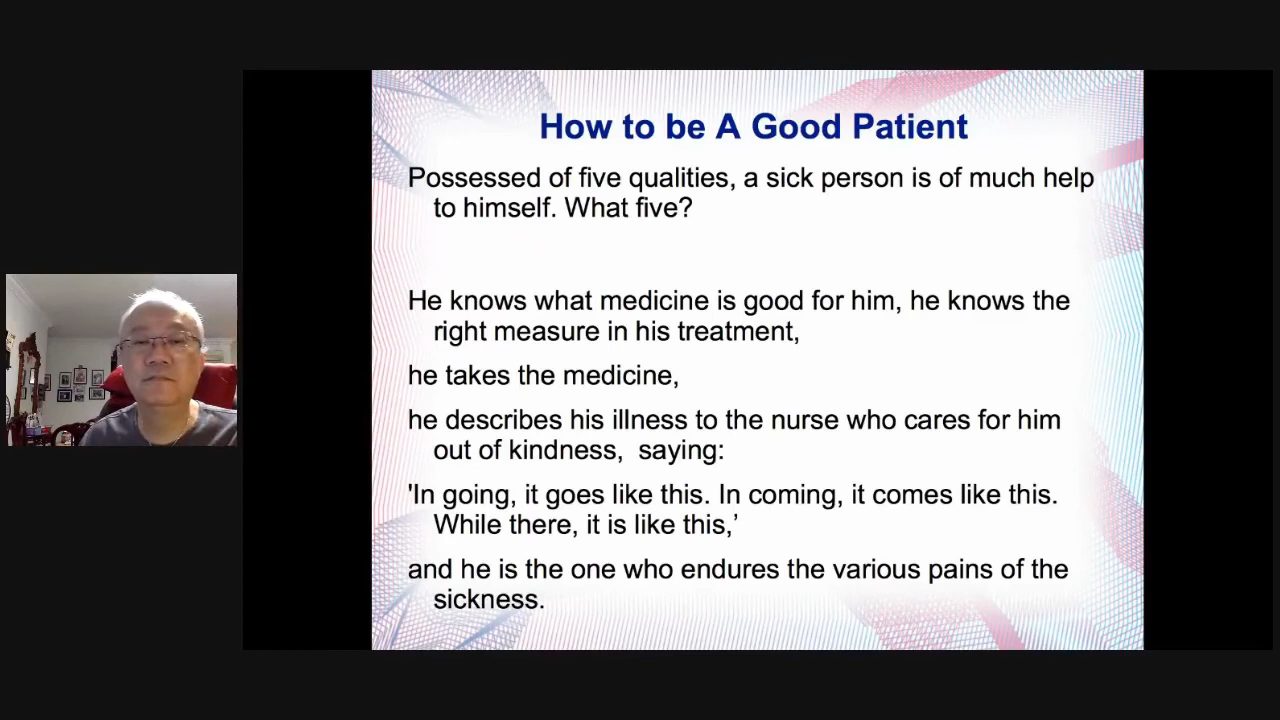 How to be A Good Patient
Possessed of five qualities, a sick person is of much help
to himself. What five?
He knows what medicine is good for him, he knows the
right measure in his treatment,
he takes the medicine,
he describes his illness to the nurse who cares for him
out of kindness,  saying:
'In going, it goes like this. In coming, it comes like this.
While there, it is like this,’
and he is the one who endures the various pains of the
sickness.